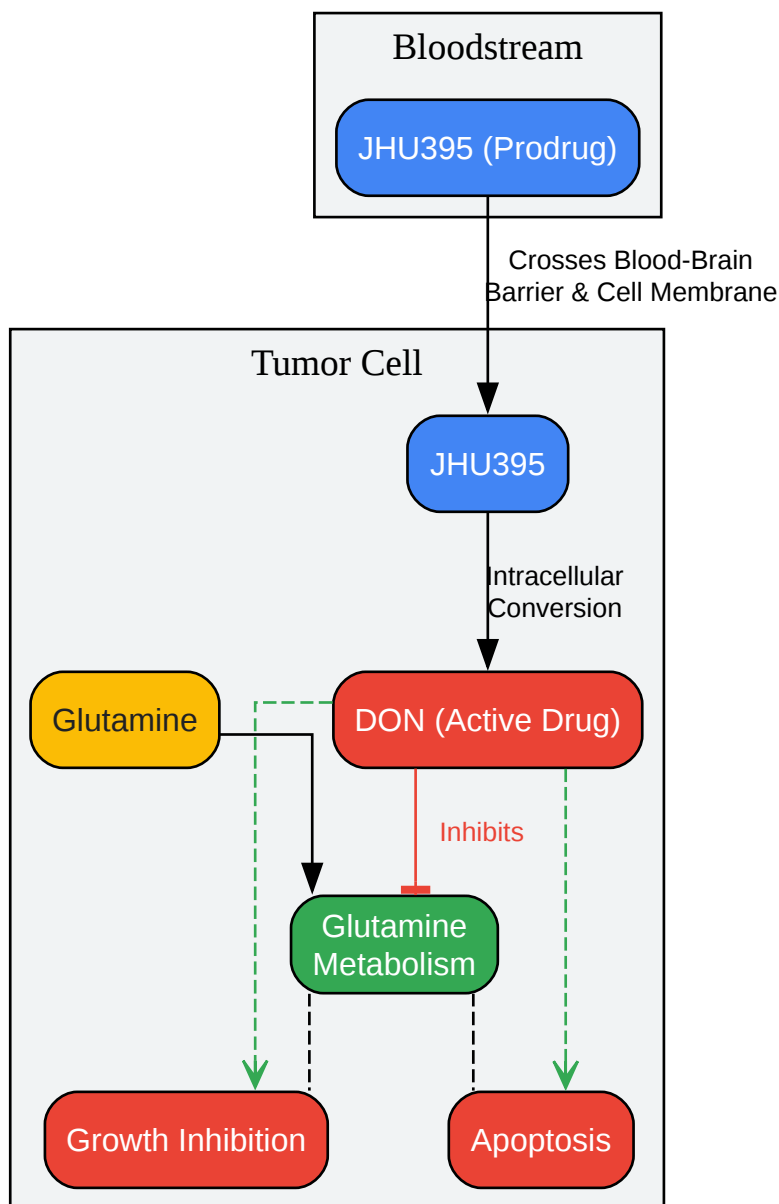 Bloodstream
JHU395 (Prodrug)
Crosses Blood-Brain
Barrier & Cell Membrane
Tumor Cell
JHU395
Intracellular
Conversion
Glutamine
DON (Active Drug)
Inhibits
Glutamine
Metabolism
Growth Inhibition
Apoptosis